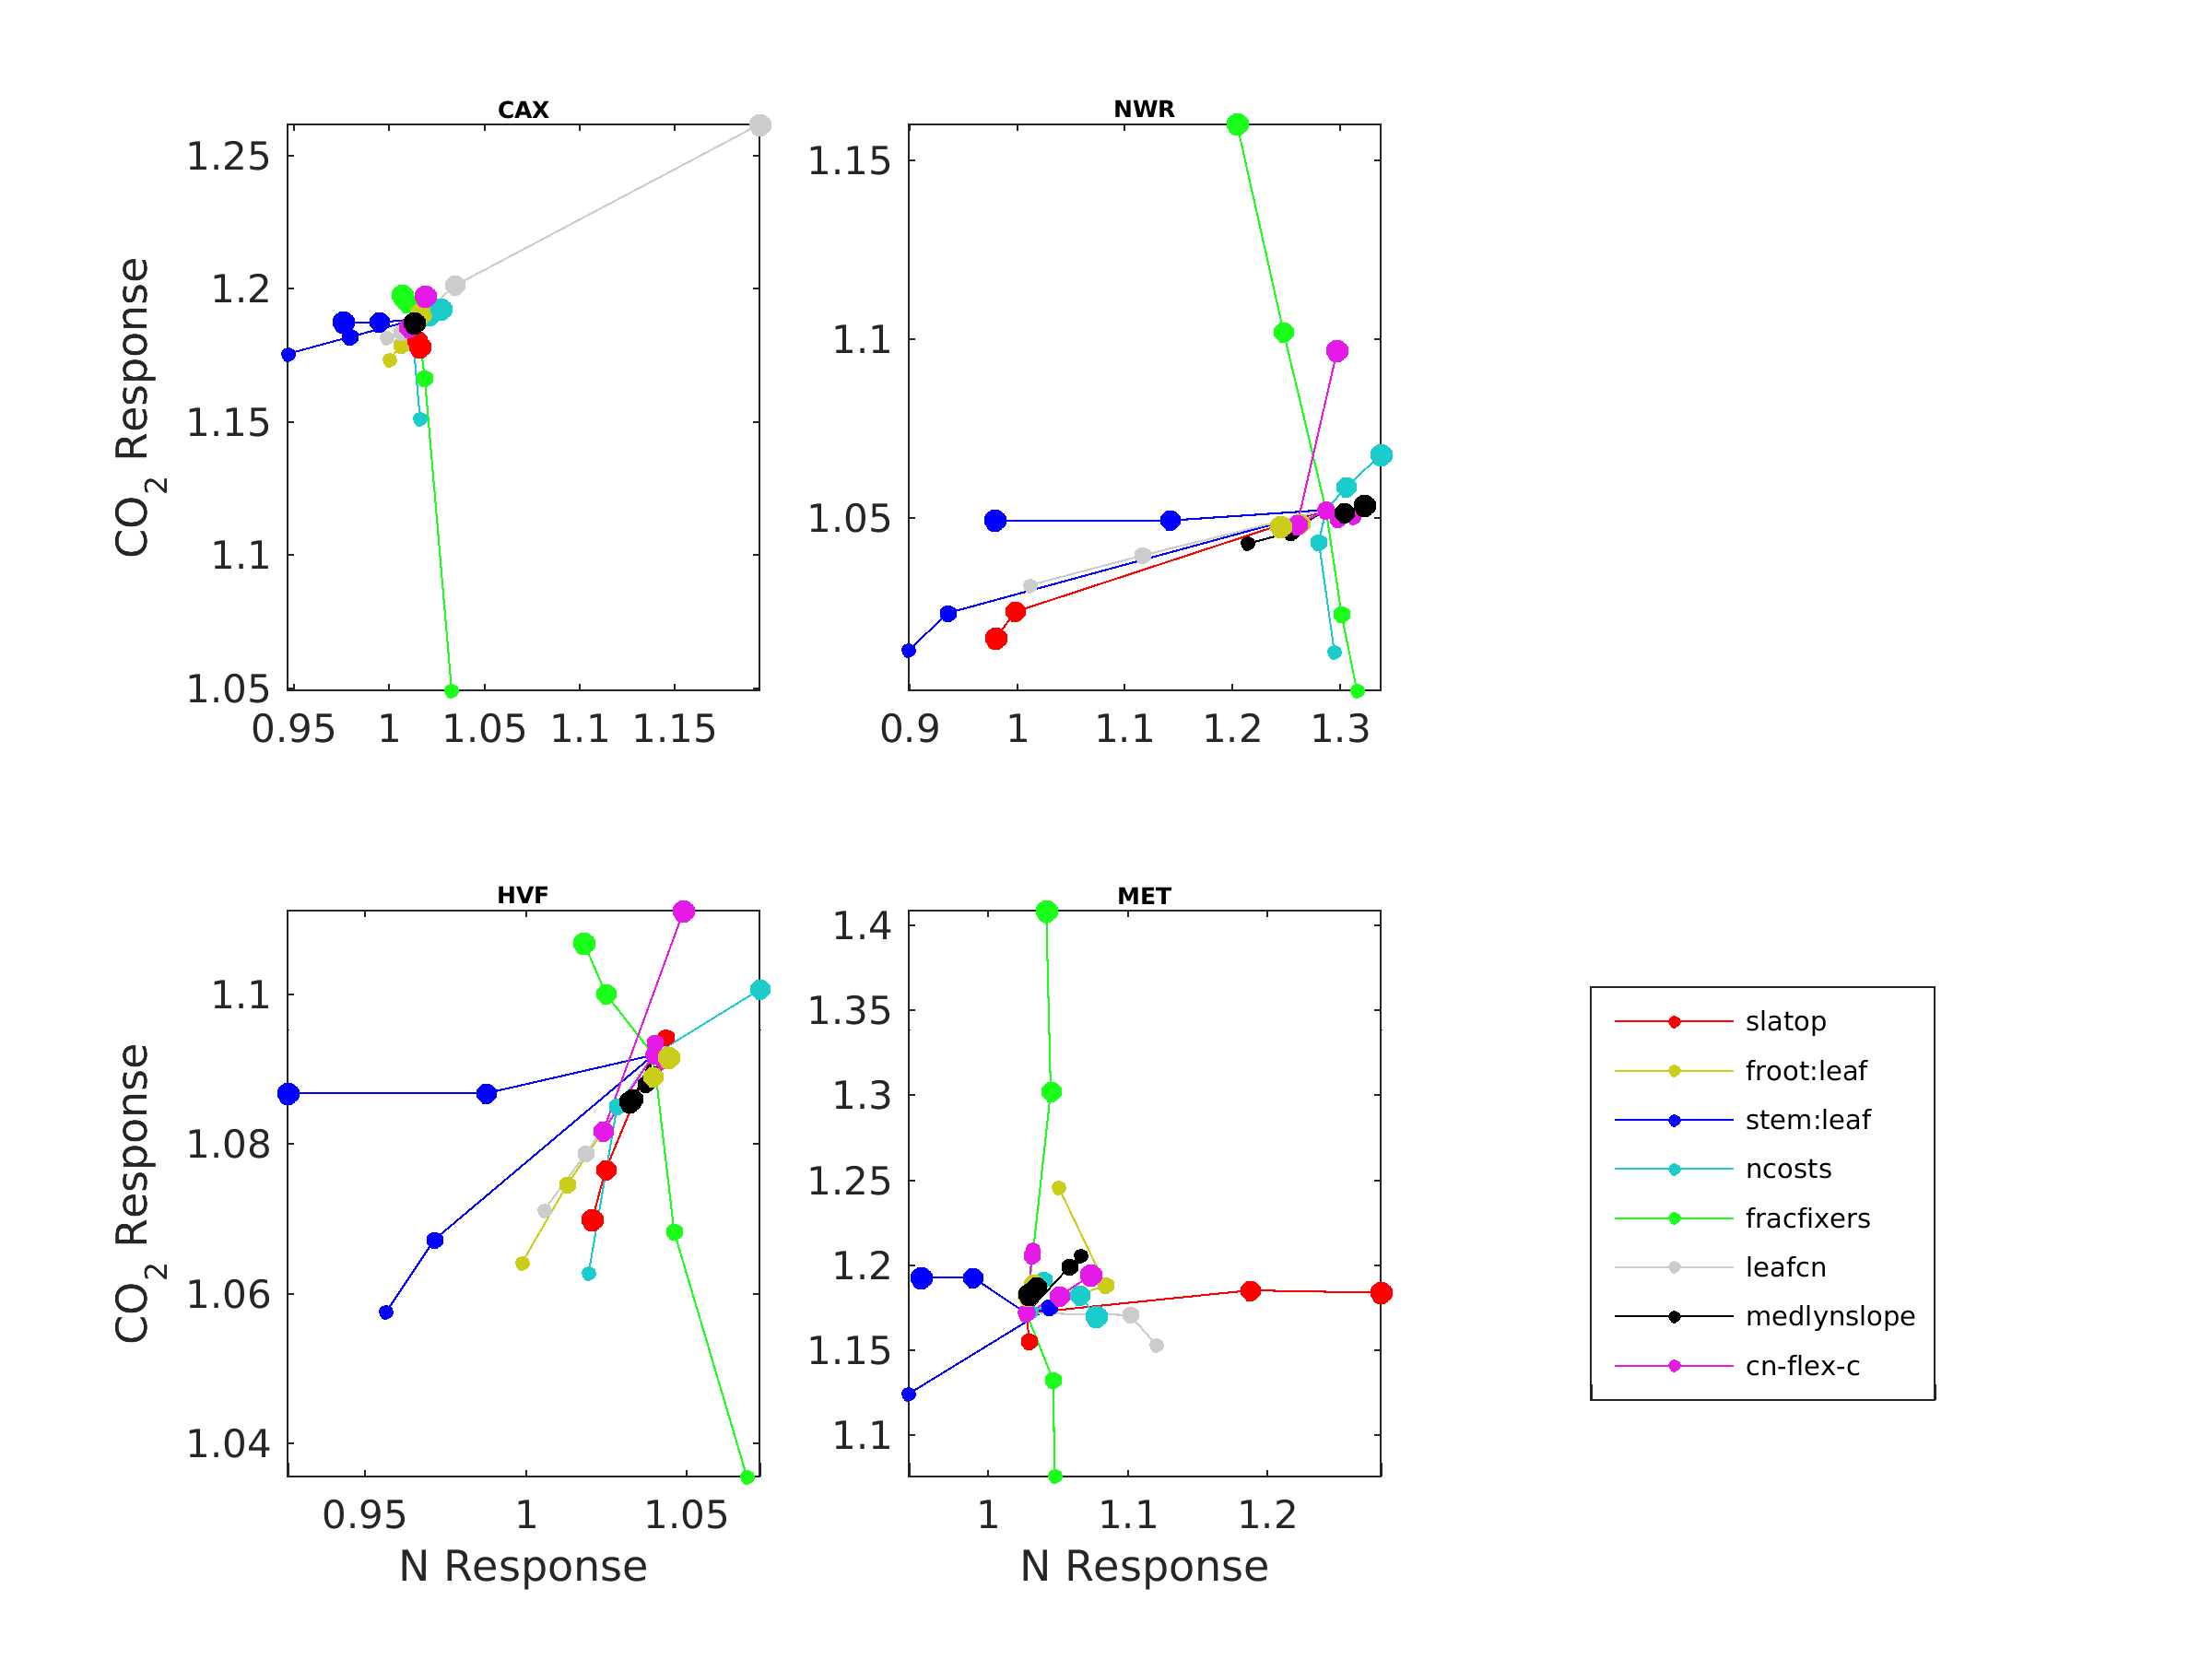 CAX
1.25
1.2
1.15
1.1
1.05
0.95 1 1.05 1.1 1.15
CO2 Response
NWR
1.15
1.1
1.05
0.9 1 1.1 1.2 1.3
HVF
1.1
1.08
1.06
1.04
0.95 1 1.05
CO2 Response
N Response
MET
1.4
1.35
1.3
1.25
1.2
1.15
1.1
1 1.1 1.2
N Response
slatop
froot:leaf
stem:leaf
ncosts
fracfixers
leafcn
medlynslope
cn-flex-c